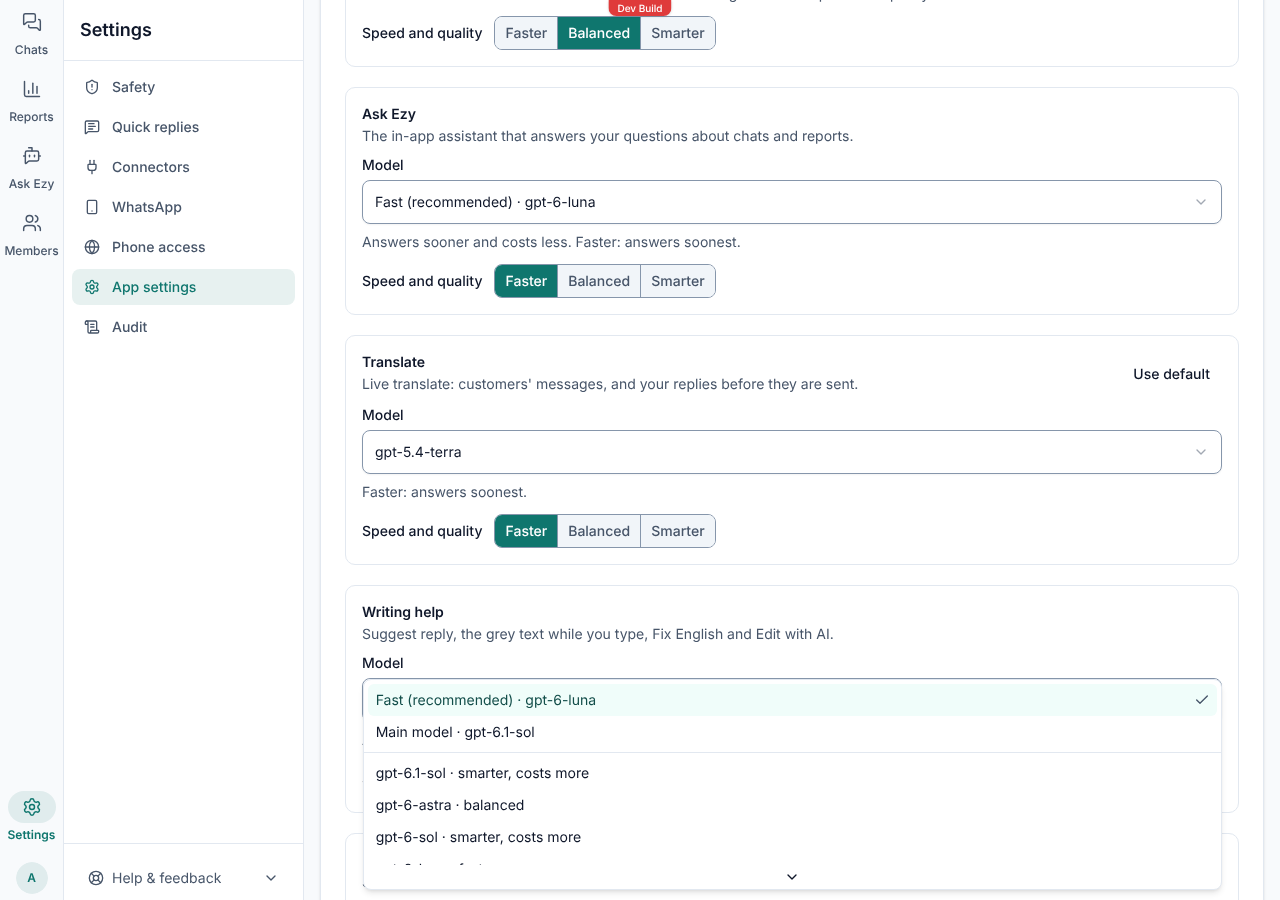 Chats
Reports
Ask Ezy
Members
Settings
A
Settings
Safety
Quick replies
Connectors
WhatsApp
Phone access
App settings
Audit
Help & feedback
Dev Build
Speed and quality Faster Balanced Smarter
Ask Ezy
The in-app assistant that answers your questions about chats and reports.
Model
Fast (recommended) · gpt-6-luna
Answers sooner and costs less. Faster: answers soonest.
Speed and quality Faster Balanced Smarter
Translate
Live translate: customers' messages, and your replies before they are sent.
Use default
Model
gpt-5.4-terra
Faster: answers soonest.
Speed and quality Faster Balanced Smarter
Writing help
Suggest reply, the grey text while you type, Fix English and Edit with AI.
Model
Fast (recommended) · gpt-6-luna
Main model · gpt-6.1-sol
gpt-6.1-sol · smarter, costs more
gpt-6-astra · balanced
gpt-6-sol · smarter, costs more